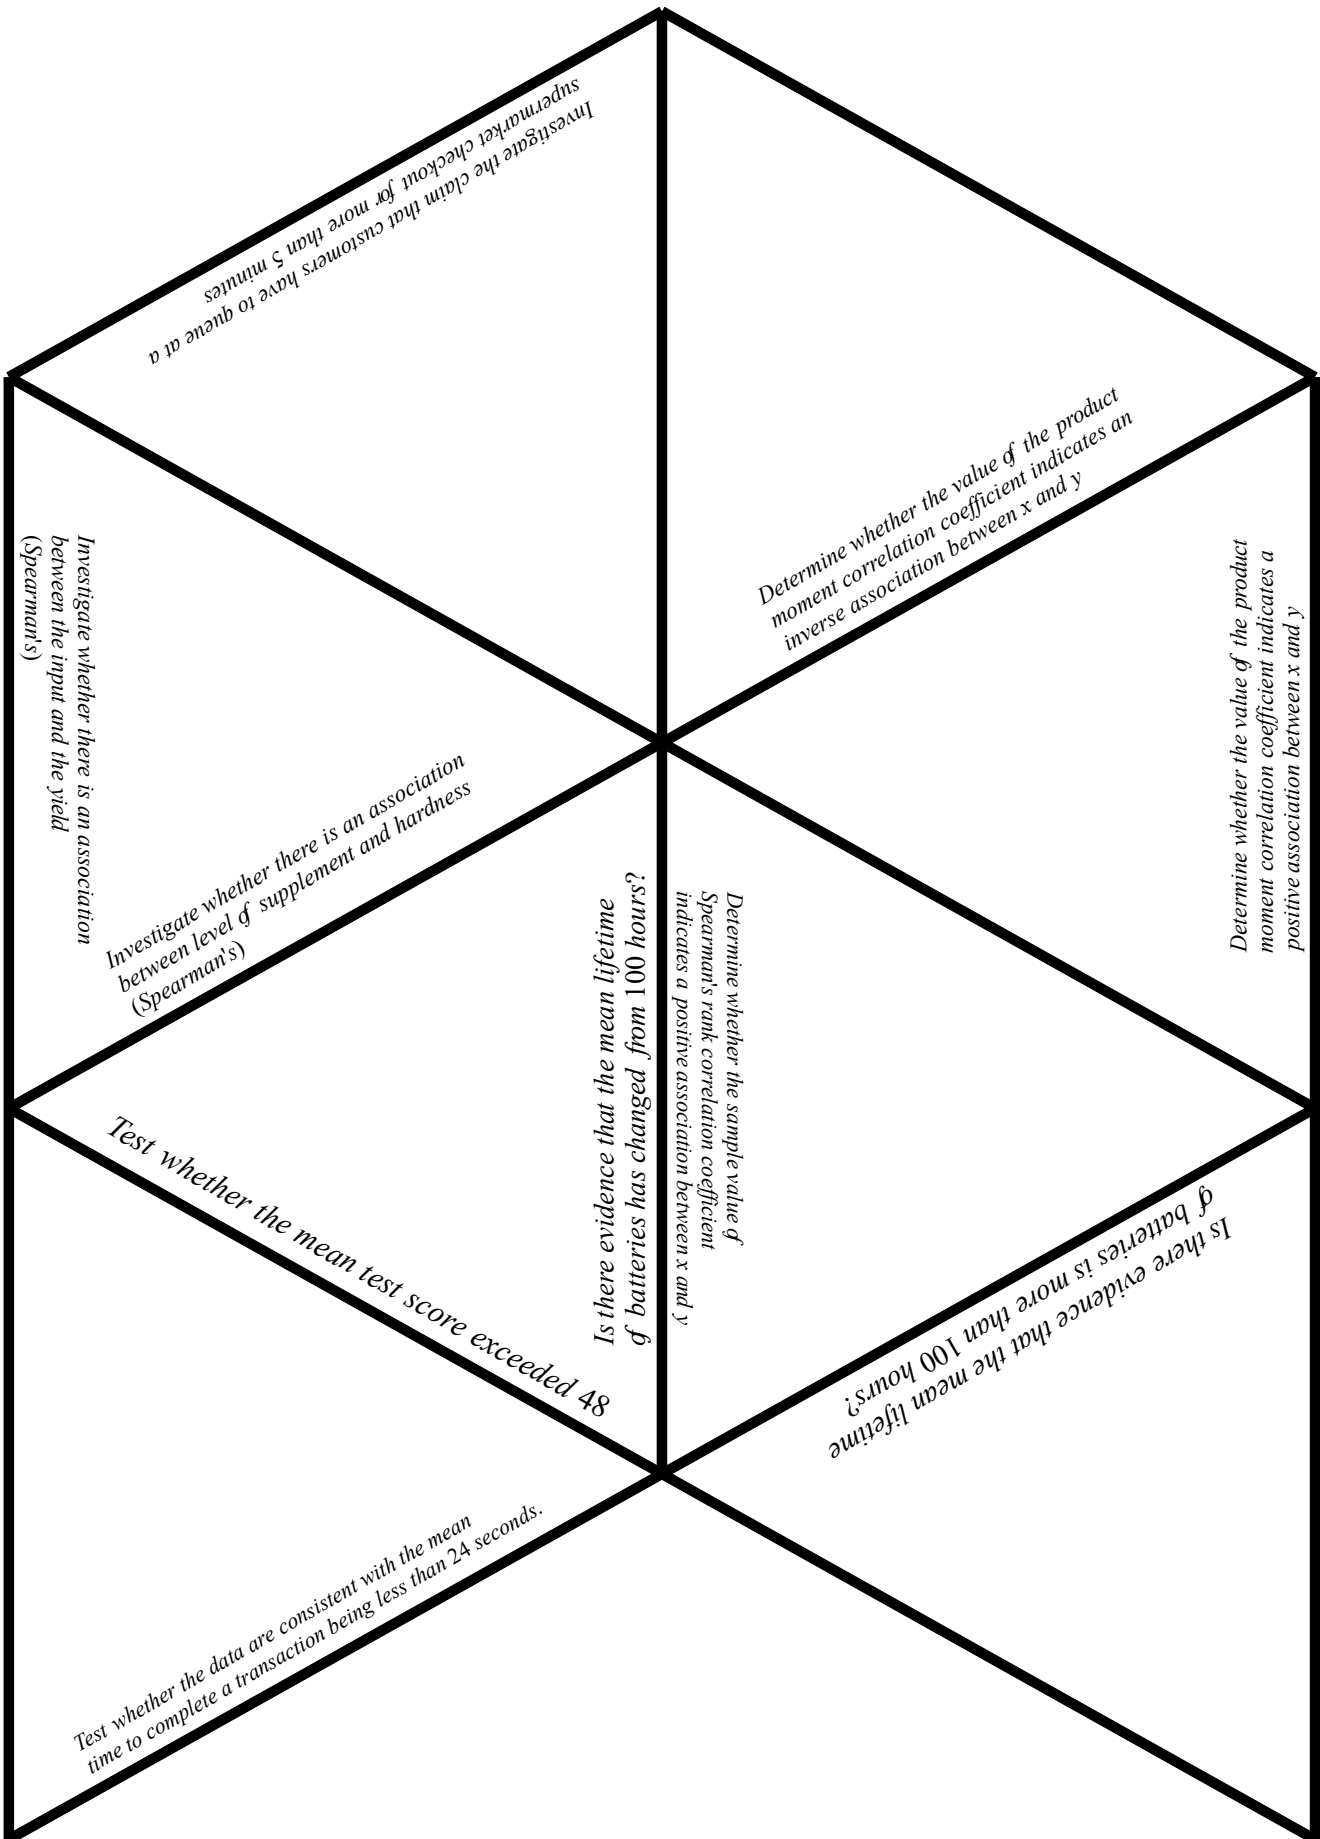 Investigate the claim that customers have to queue at a
supermarket checkout for more than 5 minutes
Determine whether the value of the product
moment correlation coefficient indicates an
inverse association between x and y
Investigate whether there is an association
between the input and the yield
(Spearman's)
Determine whether the value of the product
moment correlation coefficient indicates a
positive association between x and y
Investigate whether there is an association
between level of supplement and hardness
(Spearman's)
Is there evidence that the mean lifetime
of batteries has changed from 100 hours?
Determine whether the sample value of
Spearman's rank correlation coefficient
indicates a positive association between x and y
Test whether the mean test score exceeded 48
Is there evidence that the mean lifetime
of batteries is more than 100 hours?
Test whether the data are consistent with the mean
time to complete a transaction being less than 24 seconds.